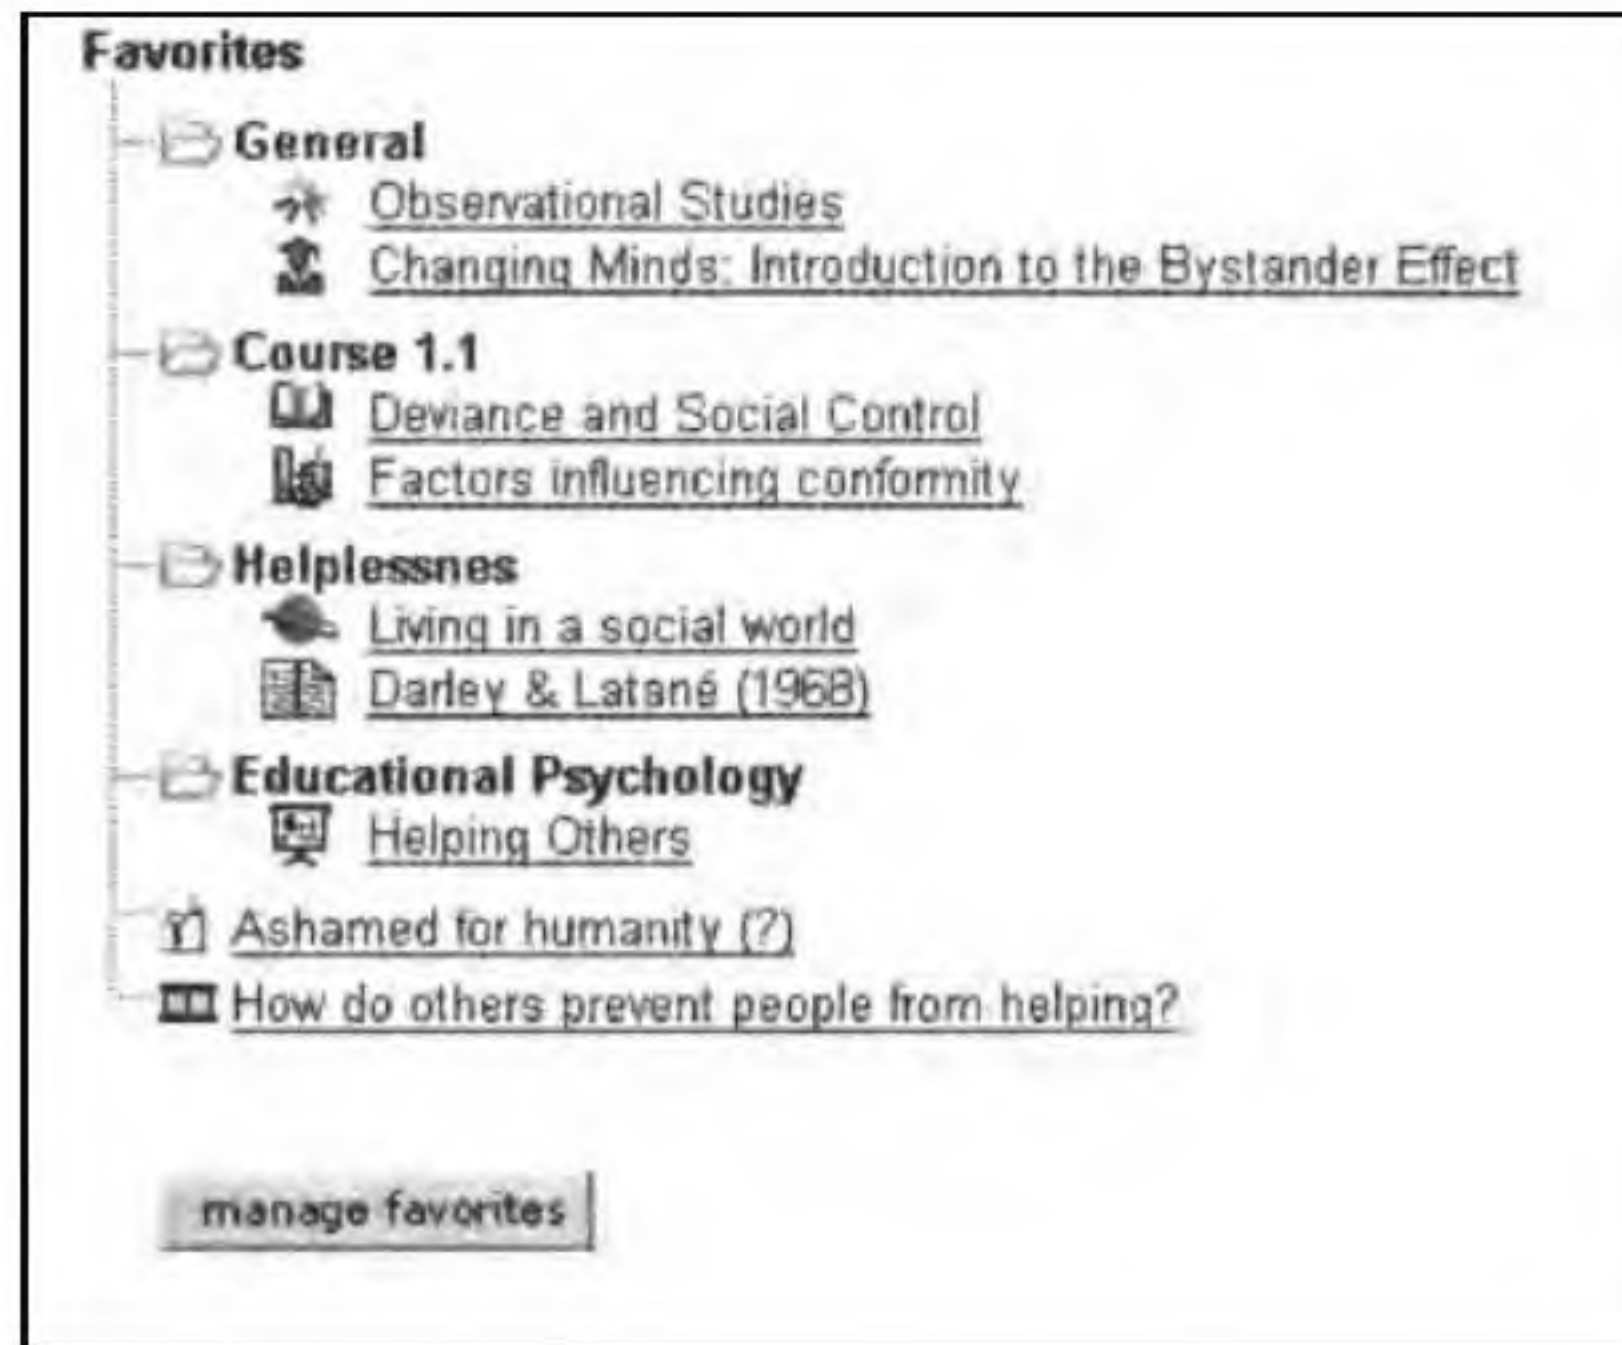 Favorites
General
Observational Studies
Changing Minds: Introduction to the Bystander Effect
Course 1.1
Deviance and Social Control
Factors influencing conformity
Helplessnes
Living in a social world
Darley & Latané (1968)
Educational Psychology
Helping Others
Ashamed for humanity (?)
How do others prevent people from helping?
manage favorites